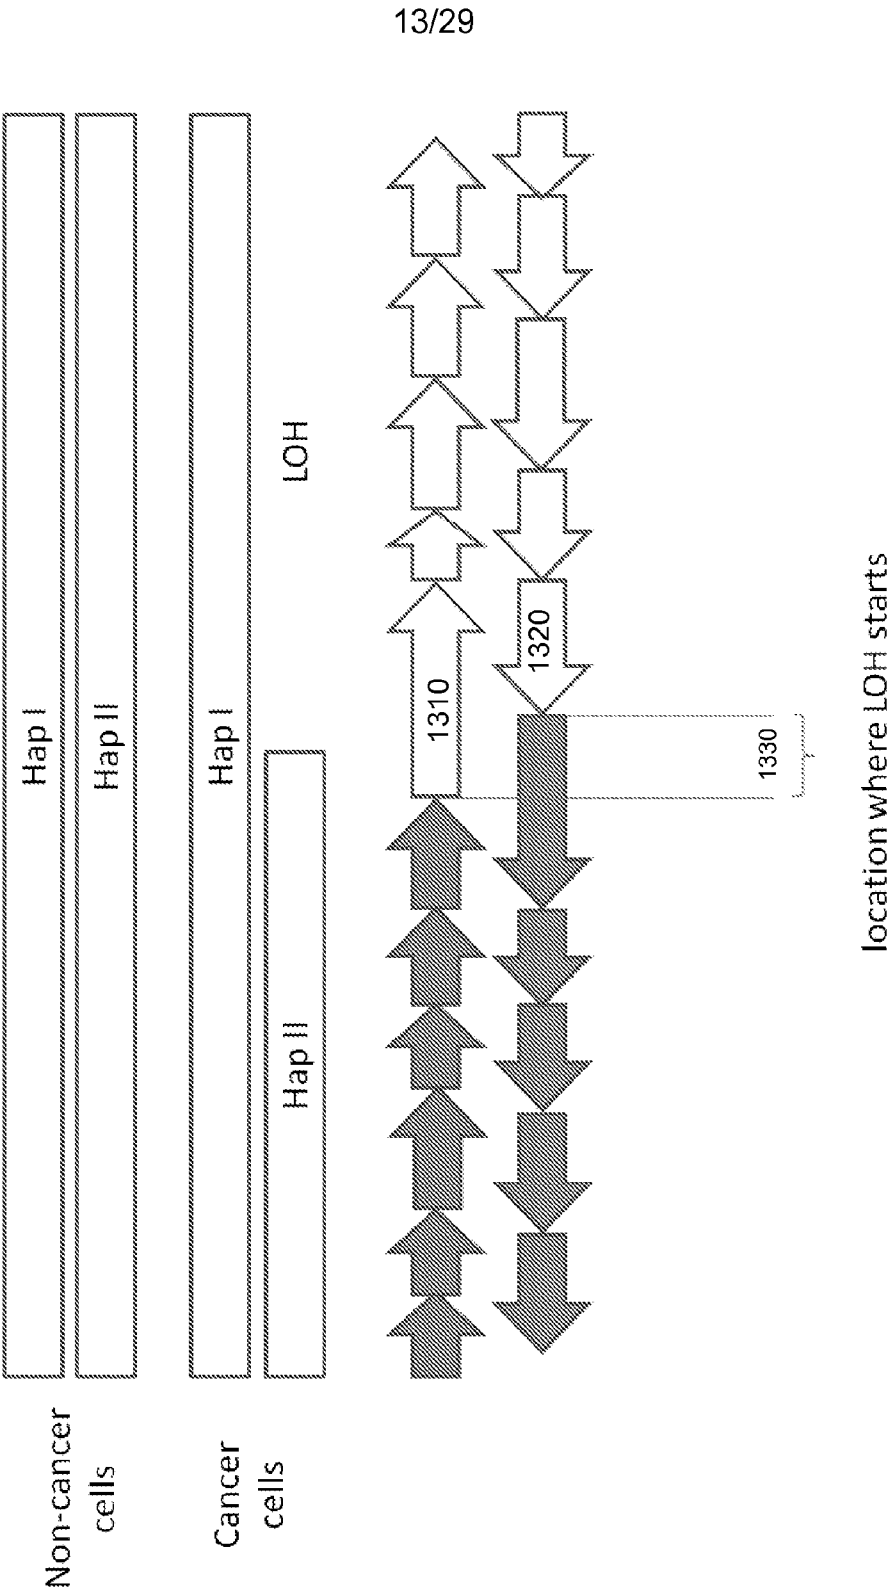 13/29
Non-cancer
cells
Hap I
Hap II
Cancer
cells
Hap I
Hap II
LOH
1310
1320
1330
location where LOH starts